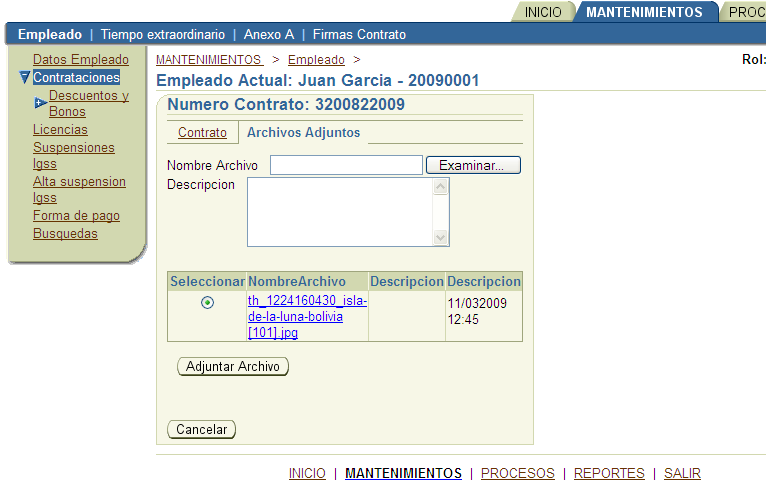 INICIO MANTENIMIENTOS PROC
Empleado | Tiempo extraordinario | Anexo A | Firmas Contrato
Datos Empleado
Contrataciones
Descuentos y
Bonos
Licencias
Suspensiones
Igss
Alta suspension
Igss
Forma de pago
Busquedas
MANTENIMIENTOS > Empleado >
Rol:
Empleado Actual: Juan Garcia - 20090001
Numero Contrato: 3200822009
Contrato Archivos Adjuntos
Nombre Archivo Examinar...
Descripcion
Seleccionar NombreArchivo Descripcion Descripcion
th_1224160430_isla-
de-la-luna-bolivia
[101].jpg
11/032009
12:45
Adjuntar Archivo
Cancelar
INICIO | MANTENIMIENTOS | PROCESOS | REPORTES | SALIR